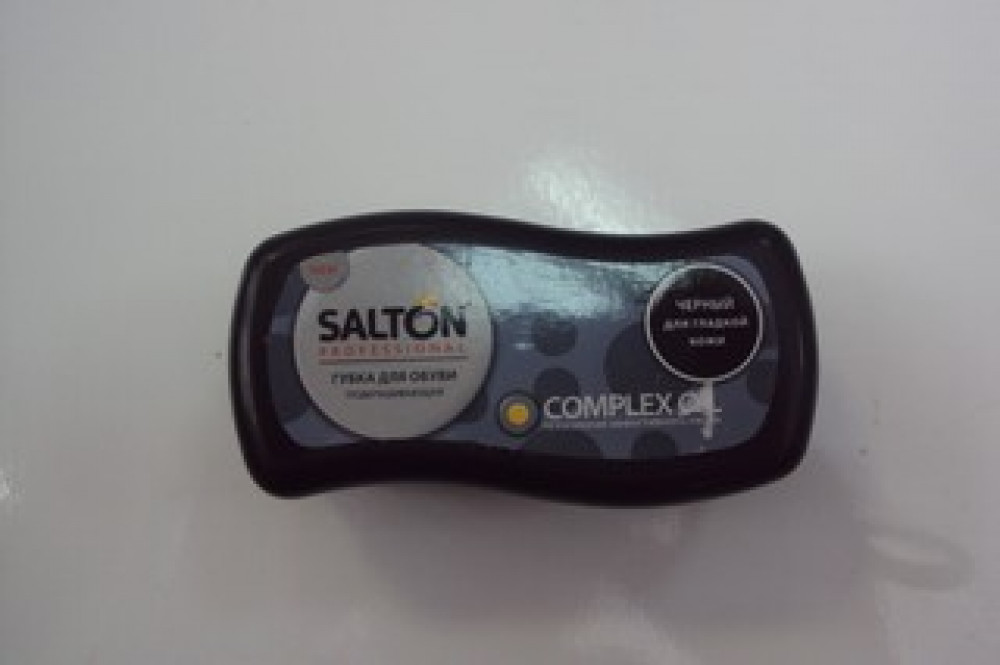 NEW
SALTON
PROFESSIONAL
ГУБКА ДЛЯ ОБУВИ
ЧЕРНЫЙ
ДЛЯ ГЛАДКОЙ
КОЖИ
COMPLEX